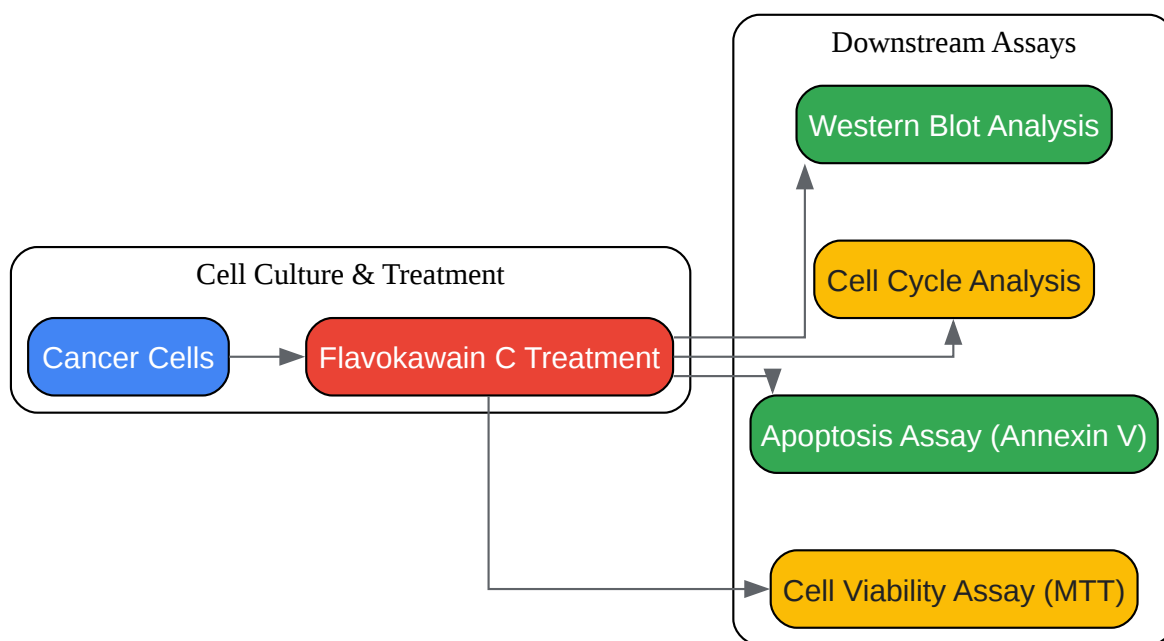 Cell Culture & Treatment
Cancer Cells
Flavokawain C Treatment
Downstream Assays
Western Blot Analysis
Cell Cycle Analysis
Apoptosis Assay (Annexin V)
Cell Viability Assay (MTT)